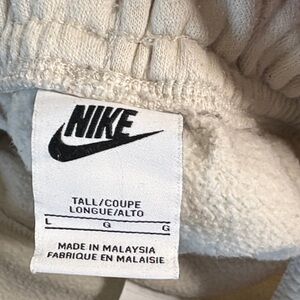 NIKE
TALL/COUPE
LONGUE/ALTO
L G G
MADE IN MALAYSIA
FABRIQUE EN MALAISIE